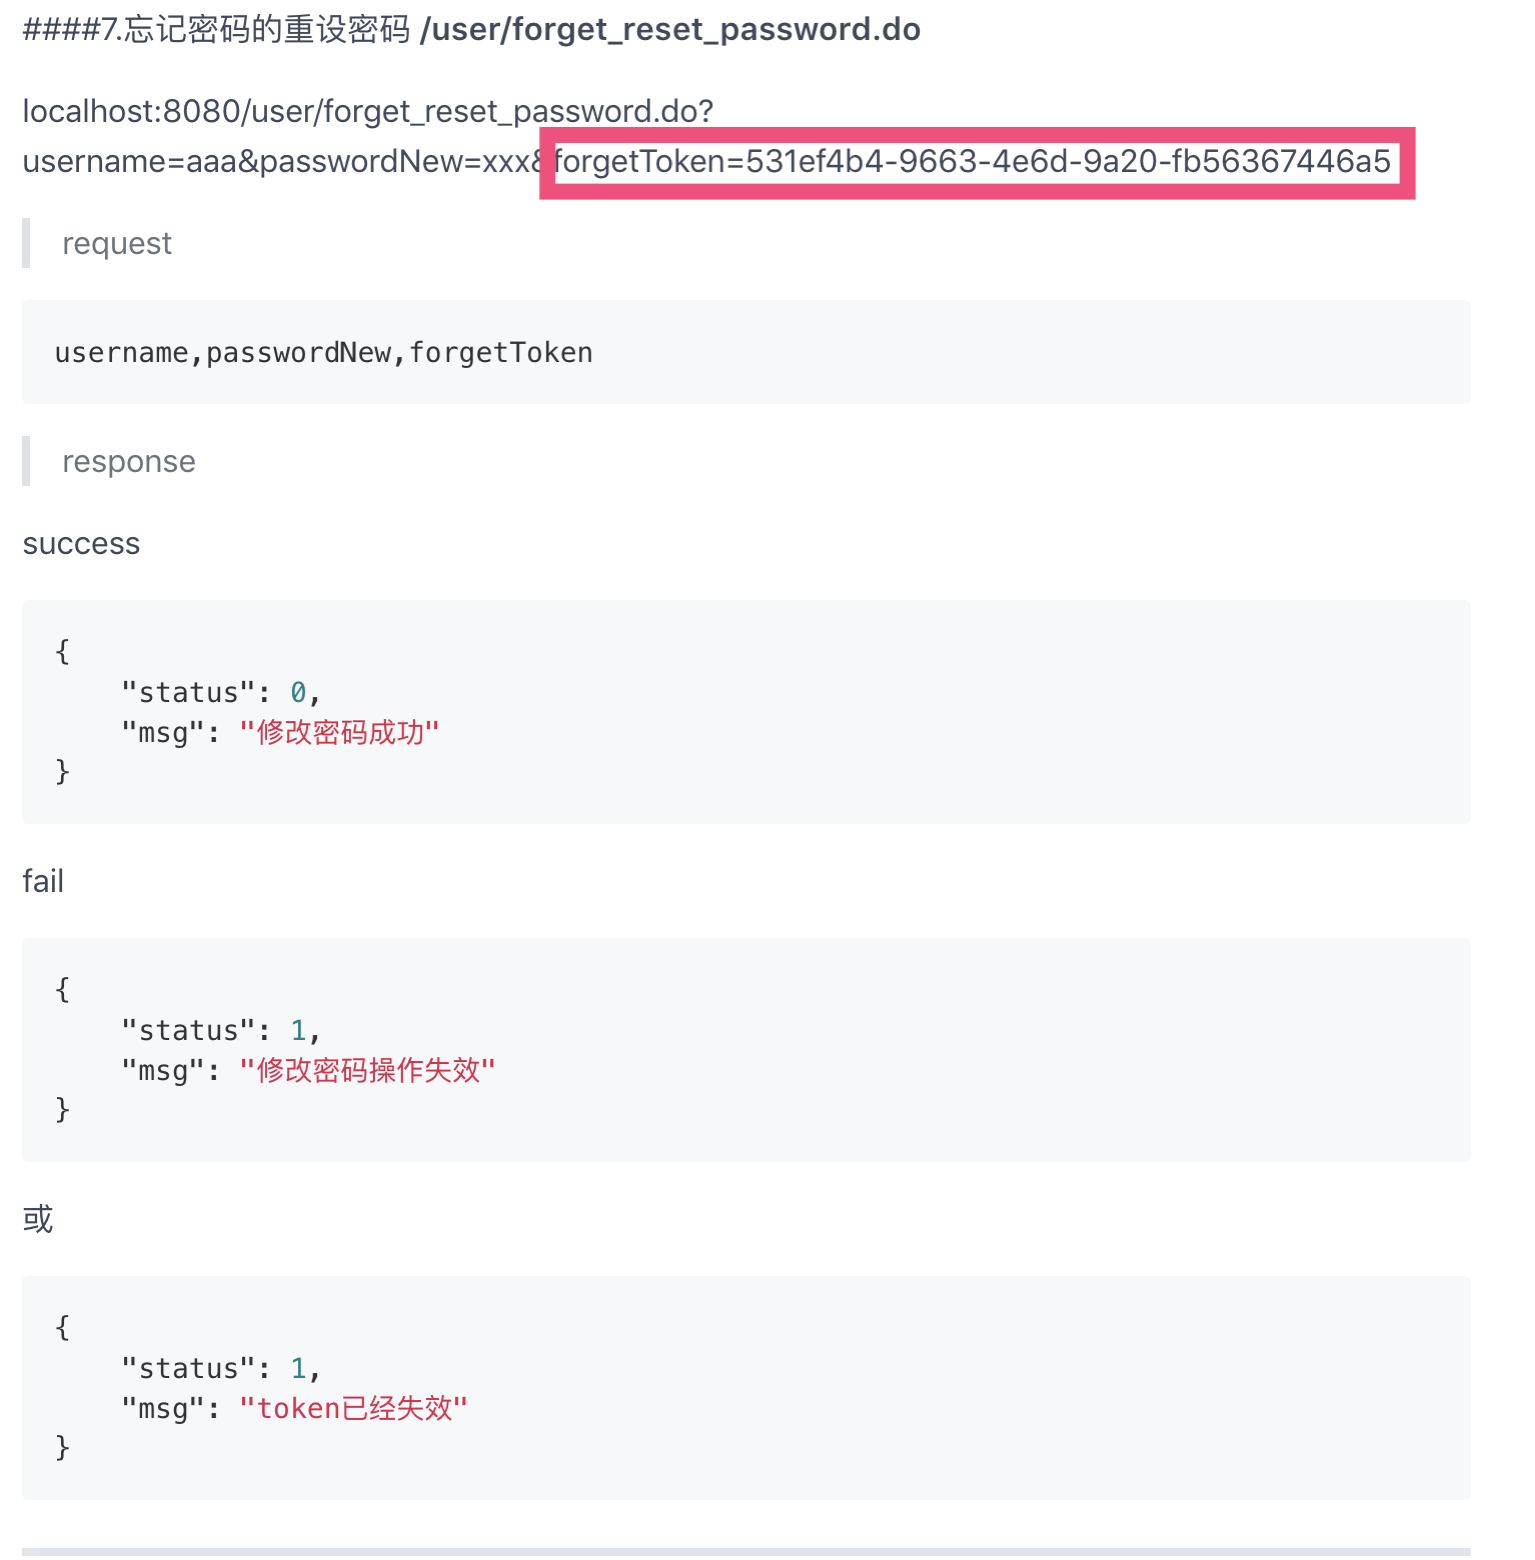 ####7.忘记密码的重设密码 /user/forget_reset_password.do
localhost:8080/user/forget_reset_password.do?
username=aaa&passwordNew=xxx&forgetToken=531ef4b4-9663-4e6d-9a20-fb56367446a5
request
username,passwordNew,forgetToken
response
success
{
"status": 0,
"msg": "修改密码成功"
}
fail
{
"status": 1,
"msg": "修改密码操作失效"
}
或
{
"status": 1,
"msg": "token已经失效"
}